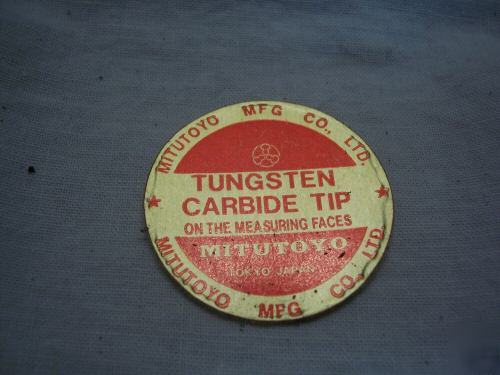 MITUTOYO MFG CO., LTD.
TUNGSTEN
CARBIDE TIP
ON THE MEASURING FACES
MITUTOYO
TOKYO JAPAN
MITUTOYO MFG CO., LTD.